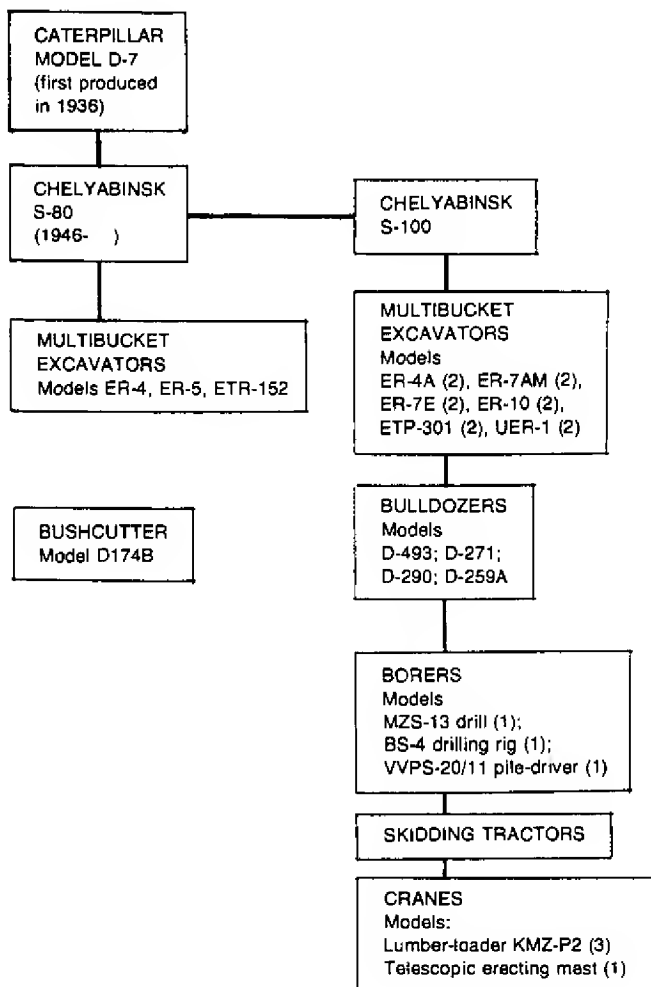 CATERPILLAR
MODEL D-7
(first produced
in 1936)
CHELYABINSK
S-80
(1946- )
CHELYABINSK
S-100
MULTIBUCKET
EXCAVATORS
Models ER-4, ER-5, ETR-152
MULTIBUCKET
EXCAVATORS
Models
ER-4A (2), ER-7AM (2),
ER-7E (2), ER-10 (2),
ETP-301 (2), UER-1 (2)
BUSHCUTTER
Model D174B
BULLDOZERS
Models
D-493; D-271;
D-290; D-259A
BORERS
Models
MZS-13 drill (1);
BS-4 drilling rig (1);
VVPS-20/11 pile-driver (1)
SKIDDING TRACTORS
CRANES
Models:
Lumber-loader KMZ-P2 (3)
Telescopic erecting mast (1)